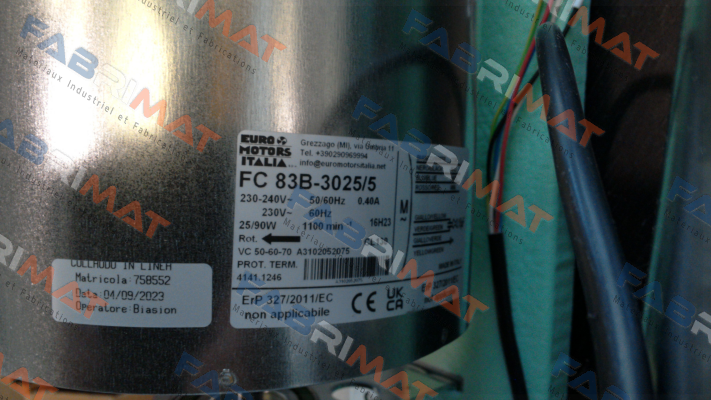 EURO
MOTORS
ITALIA
Grezzago (MI), via
Tel. +390290969994
info@euromotorsitalia.net
FC 83B-3025/5
230-240V~ 50/60Hz 0.40A
230V~ 60Hz
25/90W 1100 min
16H23
Rot.
VC 50-60-70 A3102052075
PROT. TERM.
4141.1246
M
~
ErP 327/2011/EC
non applicabile
CE UK CA
COLLAUDO IN LINEA
Matricola 758552
Data 04/09/2023
Operatore Biasion
FABRIMAT
Materiaux Industriel et Fabrications